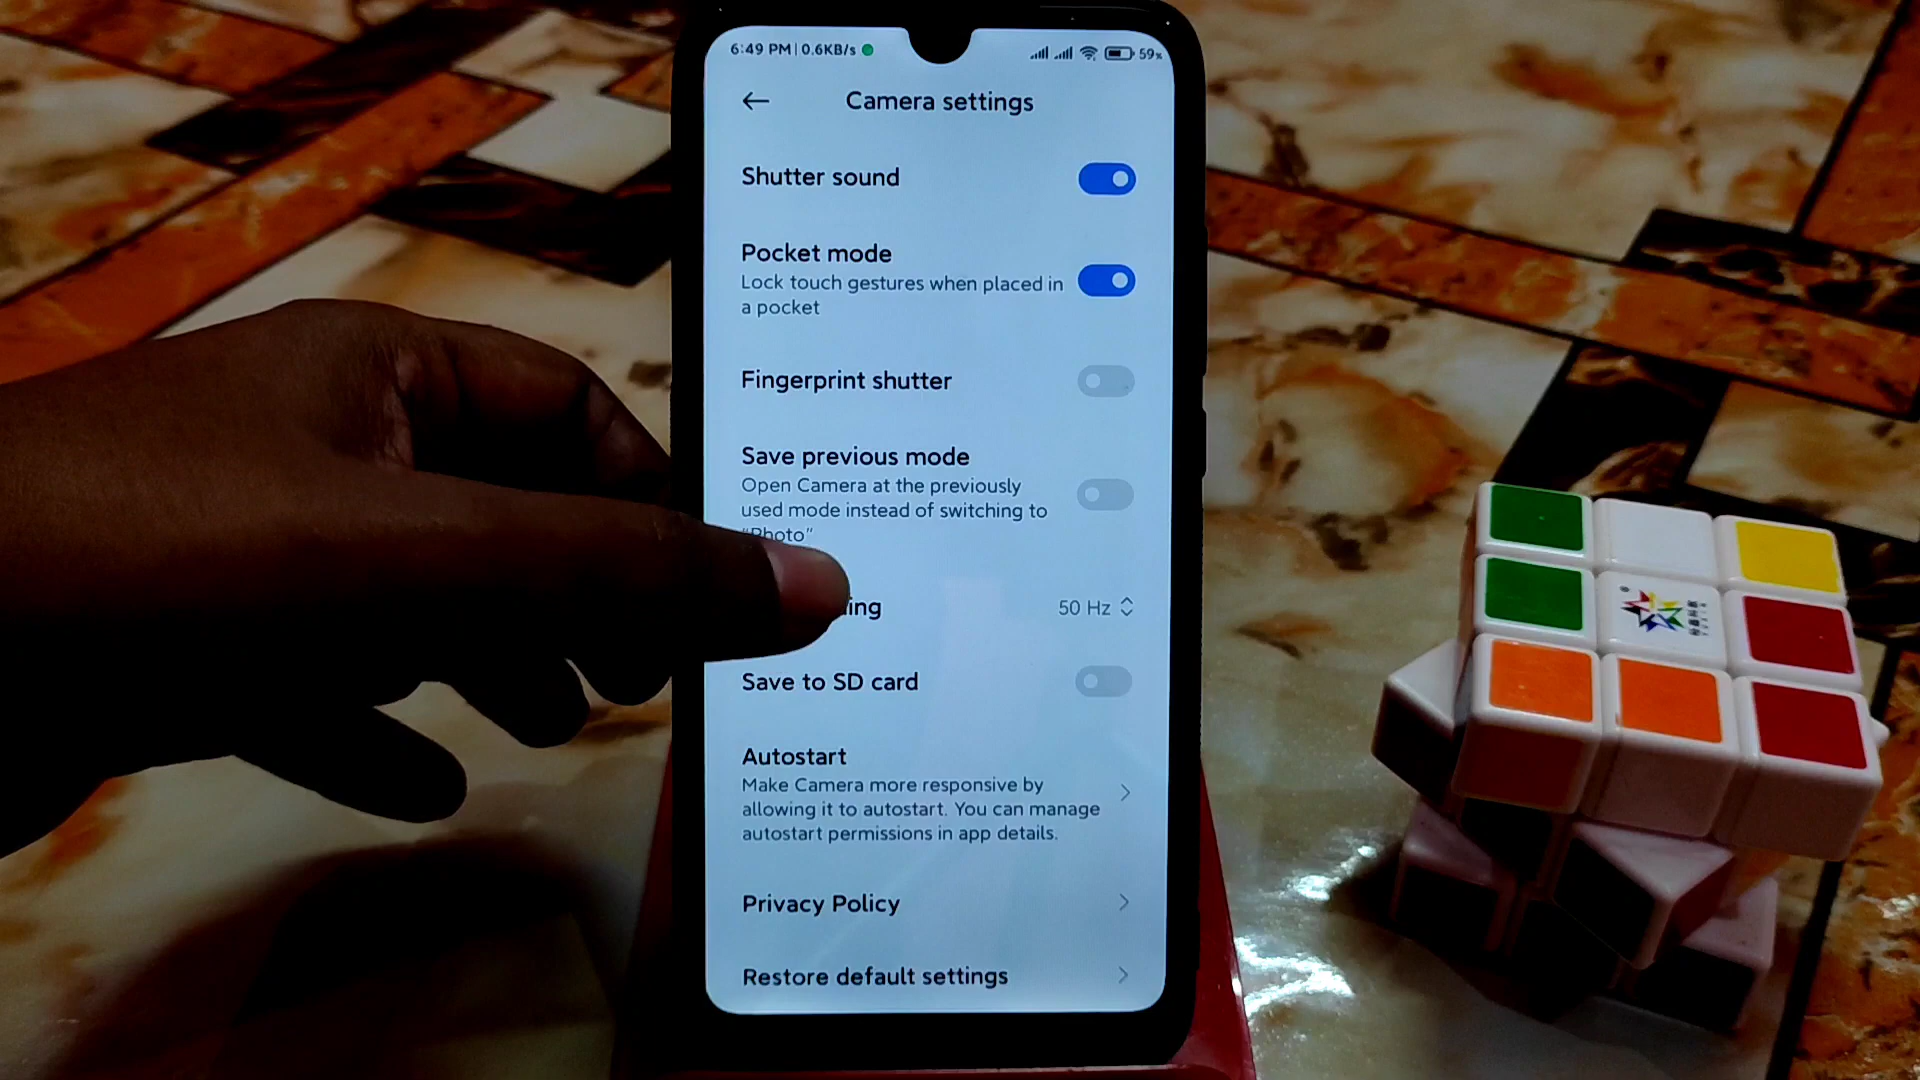 6:49 PM | 0.6KB/s
59%
Camera settings
Shutter sound
Pocket mode
Lock touch gestures when placed in
a pocket
Fingerprint shutter
Save previous mode
Open Camera at the previously
used mode instead of switching to
"Photo"
ing
50 Hz
Save to SD card
Autostart
Make Camera more responsive by
allowing it to autostart. You can manage
autostart permissions in app details.
Privacy Policy
Restore default settings